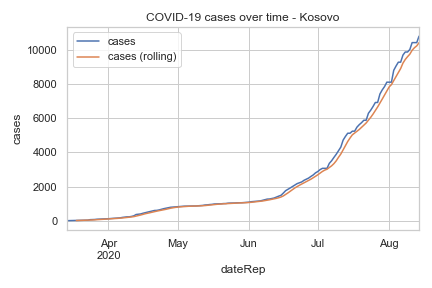 COVID-19 cases over time - Kosovo
cases
cases (rolling)
10000
8000
6000
4000
2000
0
cases
Apr
2020
May
Jun
Jul
Aug
dateRep